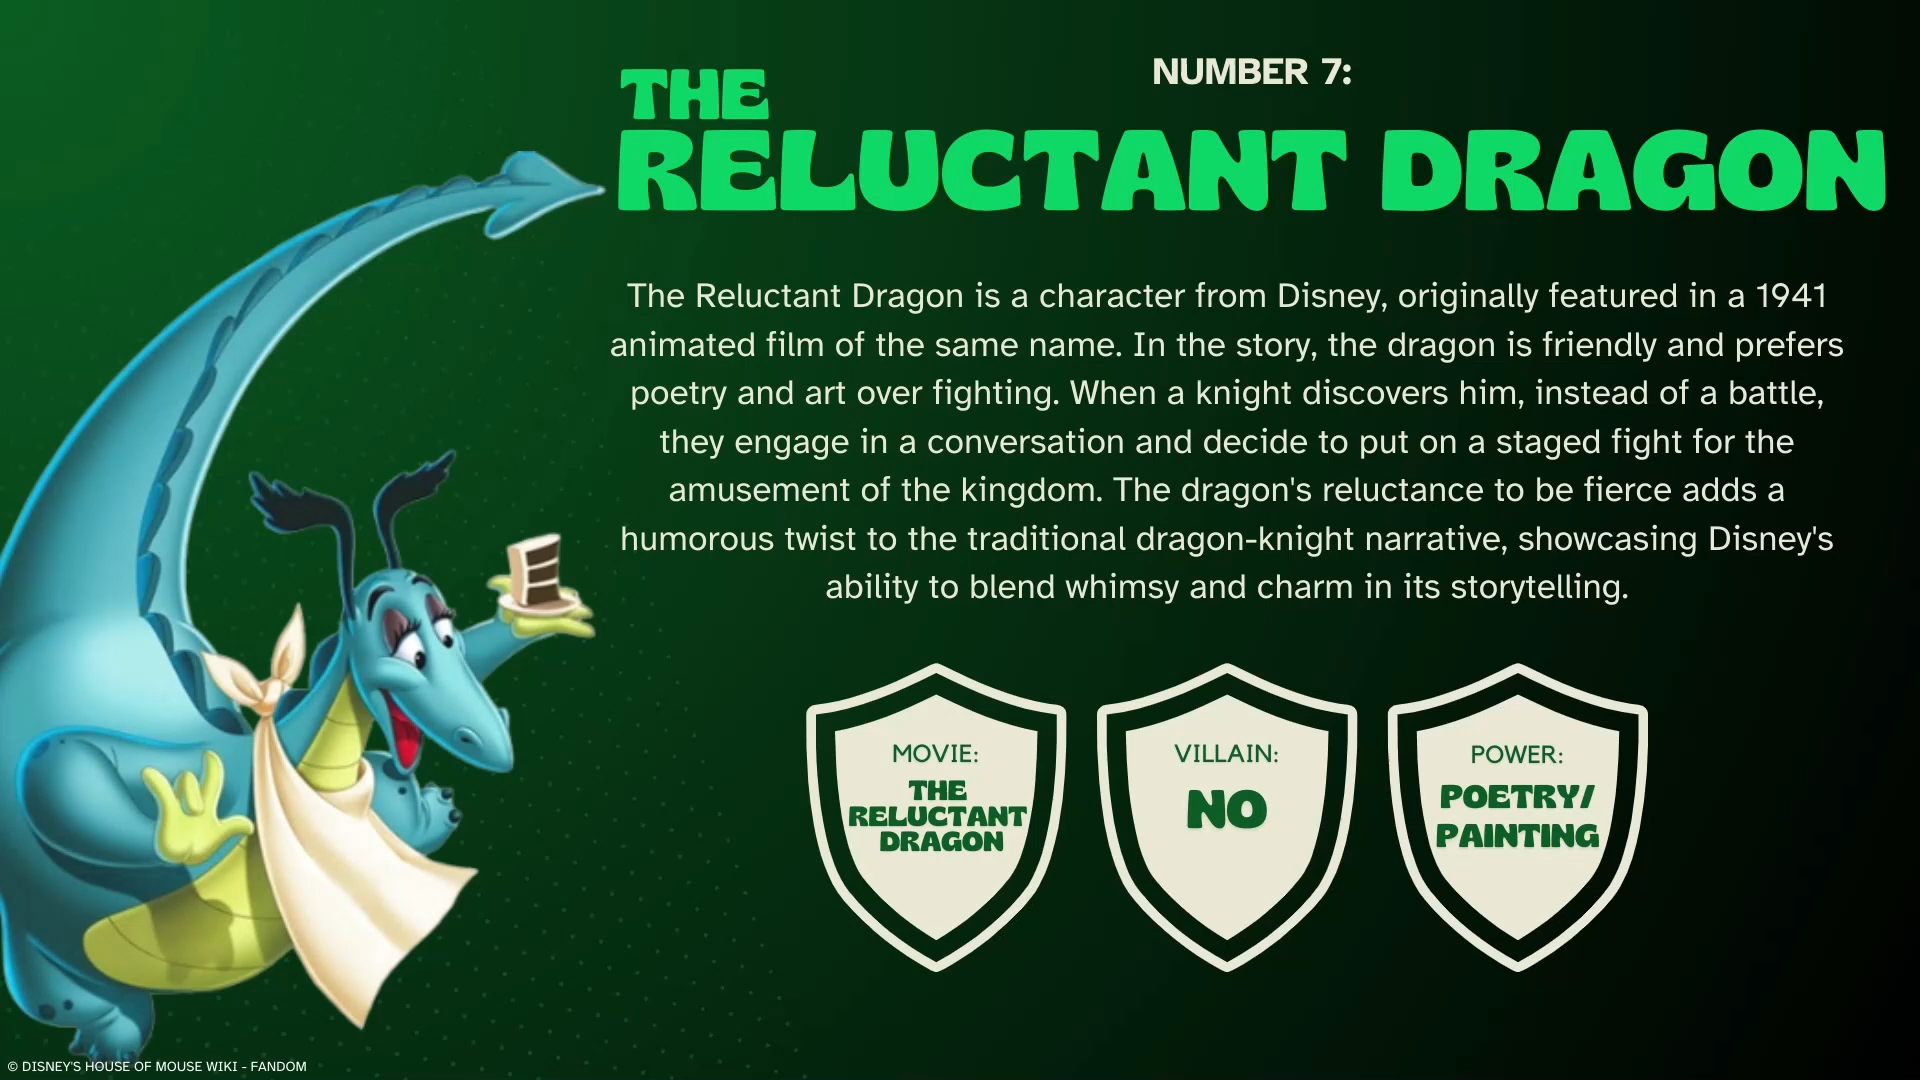 NUMBER 7:
THE
RELUCTANT DRAGON
The Reluctant Dragon is a character from Disney, originally featured in a 1941
animated film of the same name. In the story, the dragon is friendly and prefers
poetry and art over fighting. When a knight discovers him, instead of a battle,
they engage in a conversation and decide to put on a staged fight for the
amusement of the kingdom. The dragon's reluctance to be fierce adds a
humorous twist to the traditional dragon-knight narrative, showcasing Disney's
ability to blend whimsy and charm in its storytelling.
MOVIE:
THE
RELUCTANT
DRAGON
VILLAIN:
NO
POWER:
POETRY/
PAINTING
© DISNEY'S HOUSE OF MOUSE WIKI - FANDOM